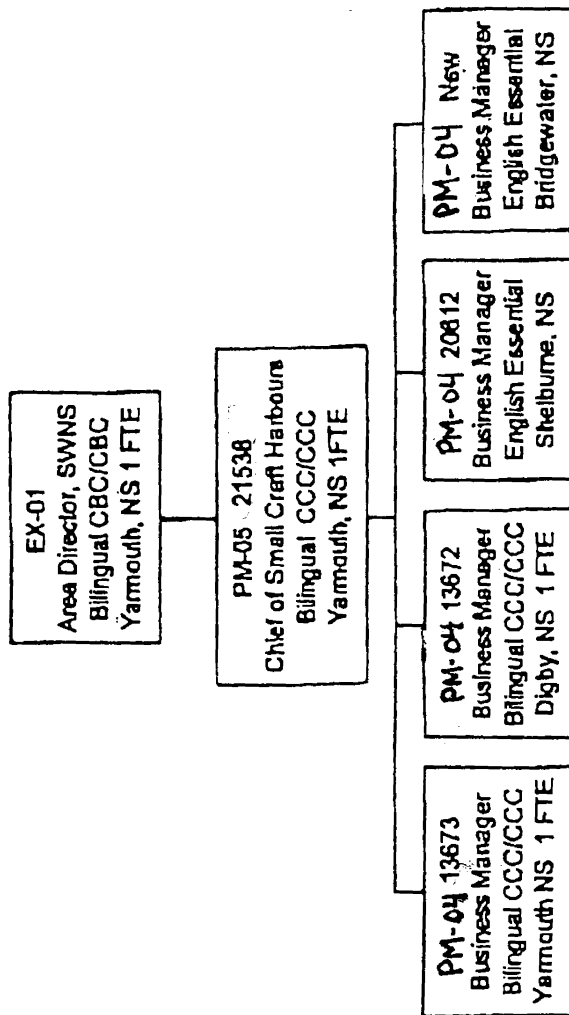 EX-01
Area Director, SWNS
Bilingual CBC/CBC
Yarmouth, NS 1 FTE
PM-05 21538
Chief of Small Craft Harbours
Bilingual CCC/CCC
Yarmouth, NS 1FTE
PM-04 13673
Business Manager
Bilingual CCC/CCC
Yarmouth NS 1 FTE
PM-04 13672
Business Manager
Bilingual CCC/CCC
Digby, NS 1 FTE
PM-04 20812
Business Manager
English Essential
Shelburne, NS
PM-04 New
Business Manager
English Essential
Bridgewater, NS